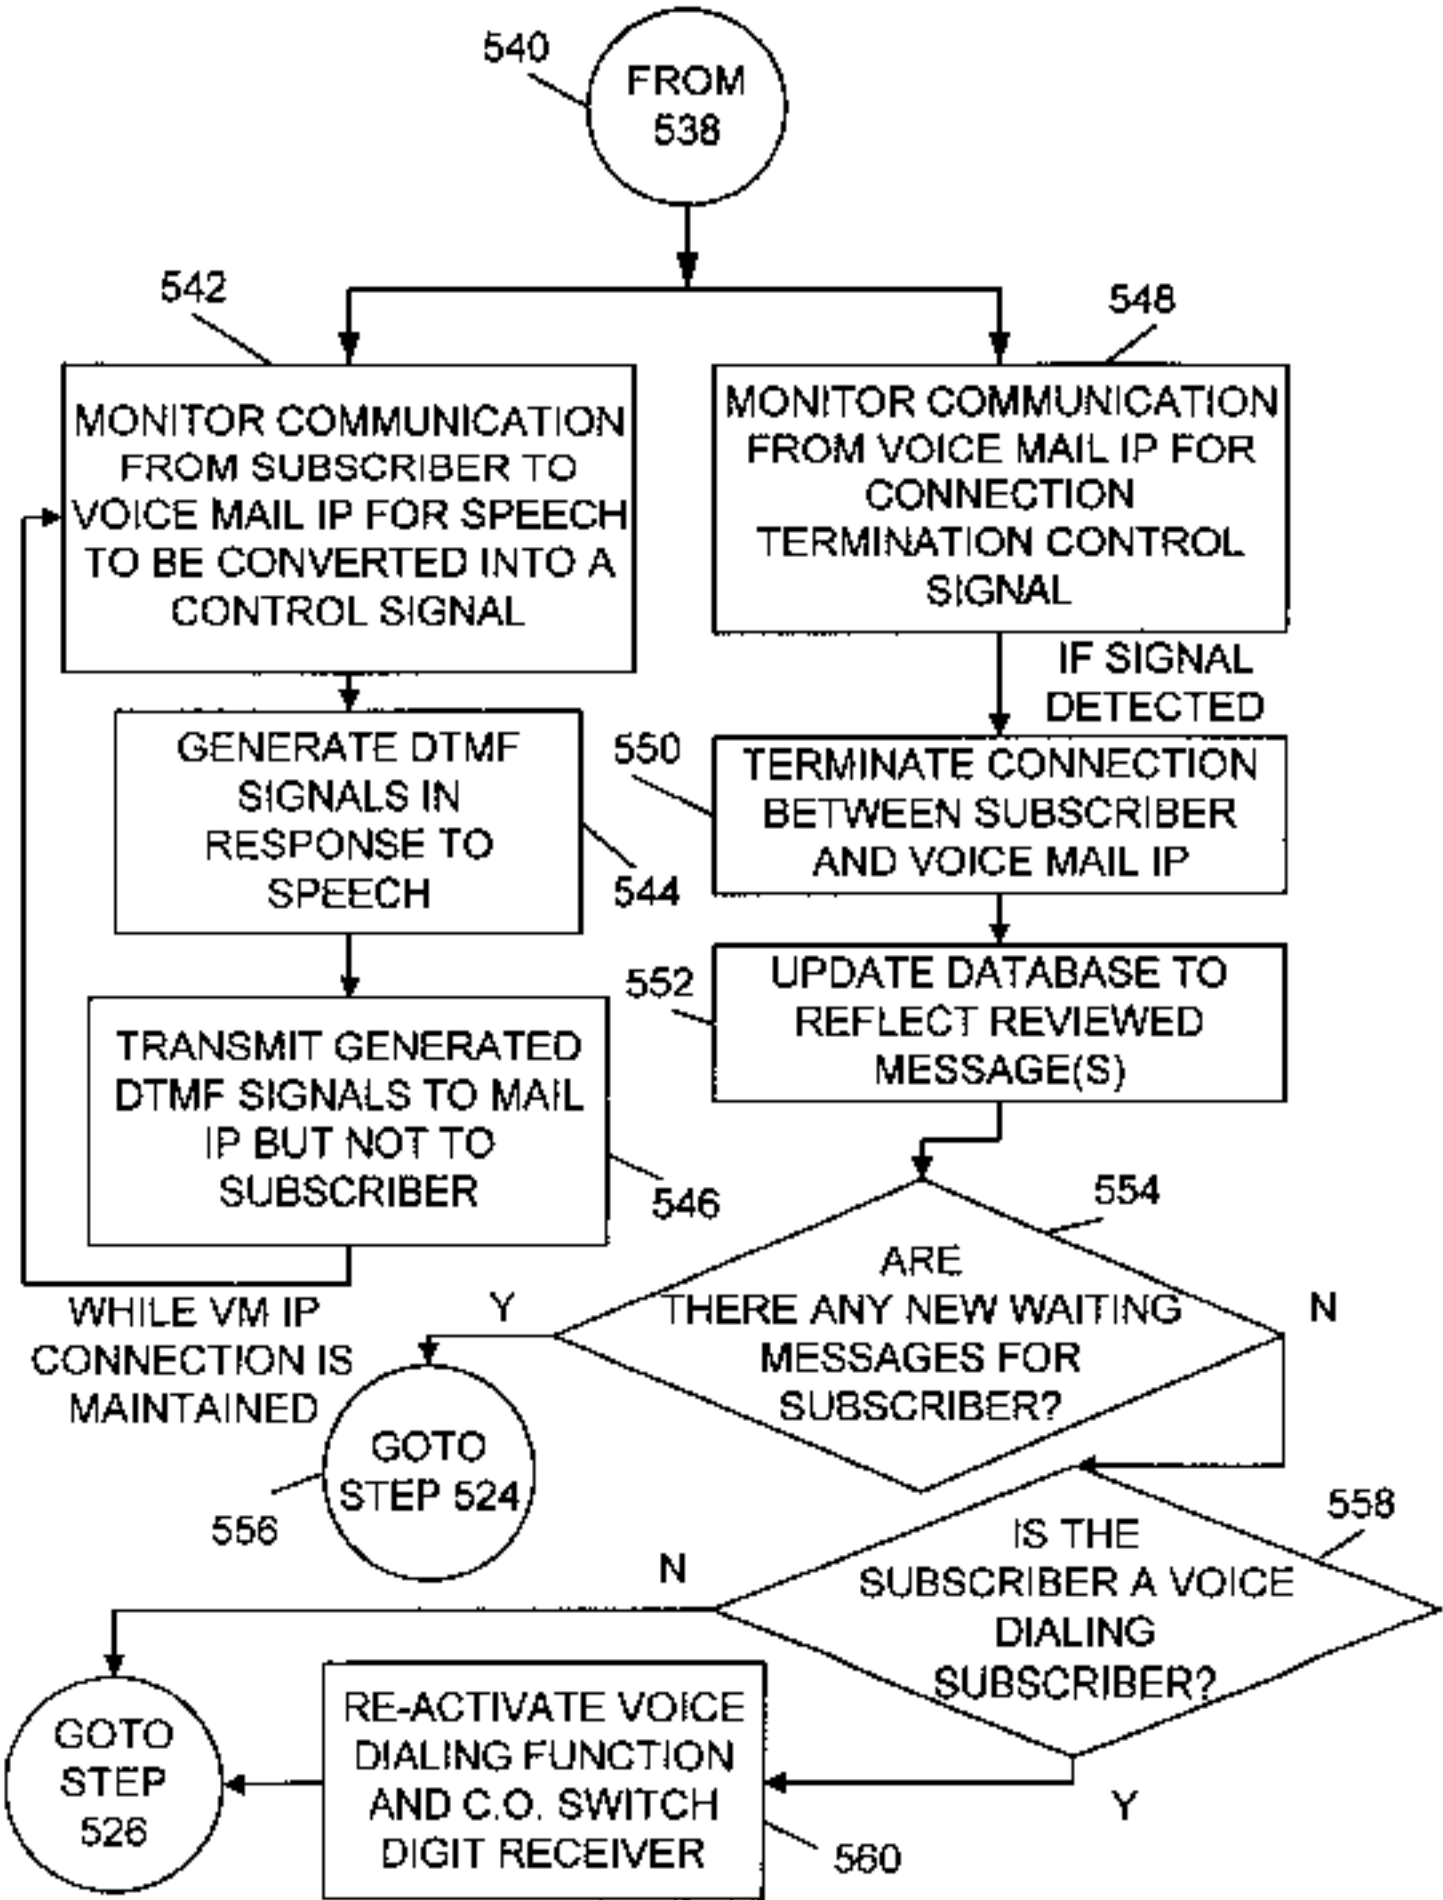 540
FROM
538
542
548
MONITOR COMMUNICATION
FROM SUBSCRIBER TO
VOICE MAIL IP FOR SPEECH
TO BE CONVERTED INTO A
CONTROL SIGNAL
MONITOR COMMUNICATION
FROM VOICE MAIL IP FOR
CONNECTION
TERMINATION CONTROL
SIGNAL
IF SIGNAL
DETECTED
GENERATE DTMF
SIGNALS IN
RESPONSE TO
SPEECH
544
550
TERMINATE CONNECTION
BETWEEN SUBSCRIBER
AND VOICE MAIL IP
552
UPDATE DATABASE TO
REFLECT REVIEWED
MESSAGE(S)
TRANSMIT GENERATED
DTMF SIGNALS TO MAIL
IP BUT NOT TO
SUBSCRIBER
546
554
ARE
THERE ANY NEW WAITING
MESSAGES FOR
SUBSCRIBER?
Y
N
WHILE VM IP
CONNECTION IS
MAINTAINED
GOTO
STEP 524
556
558
IS THE
SUBSCRIBER A VOICE
DIALING
SUBSCRIBER?
N
Y
RE-ACTIVATE VOICE
DIALING FUNCTION
AND C.O. SWITCH
DIGIT RECEIVER
560
GOTO
STEP
526